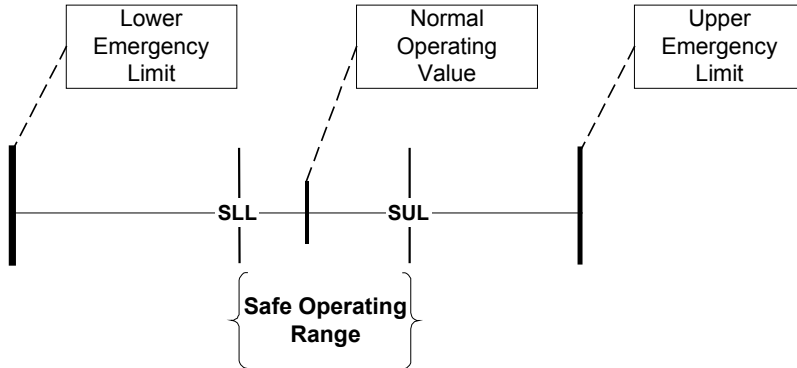 Lower
Emergency
Limit
Normal
Operating
Value
Upper
Emergency
Limit
SLL
SUL
Safe Operating
Range